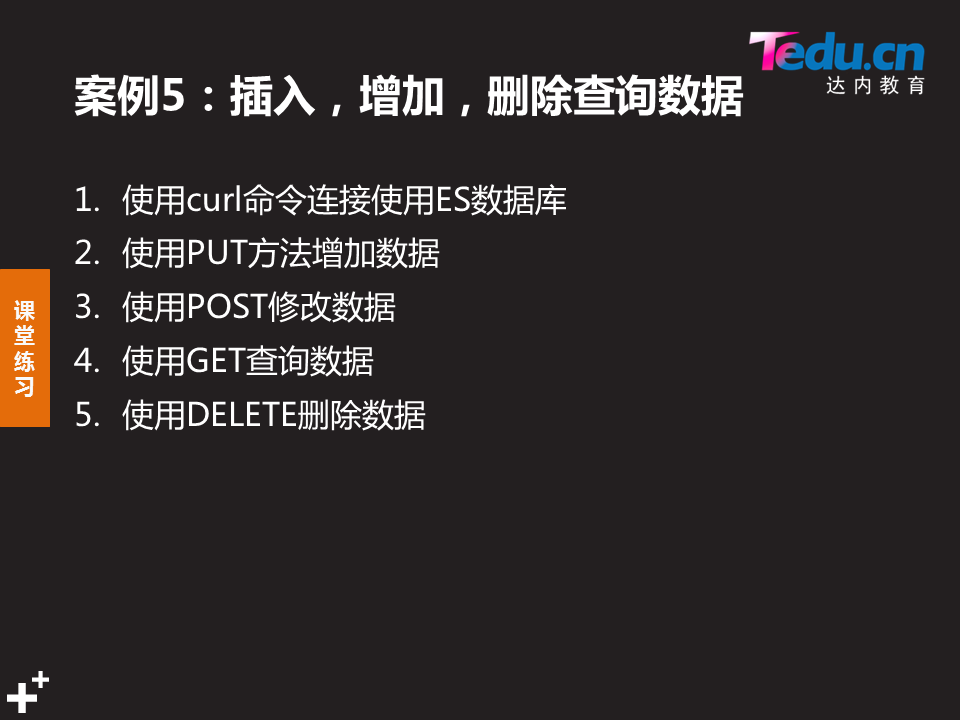 Tedu.cn
达内教育
案例5：插入，增加，删除查询数据
1. 使用curl命令连接使用ES数据库
2. 使用PUT方法增加数据
3. 使用POST修改数据
4. 使用GET查询数据
5. 使用DELETE删除数据
课
堂
练
习